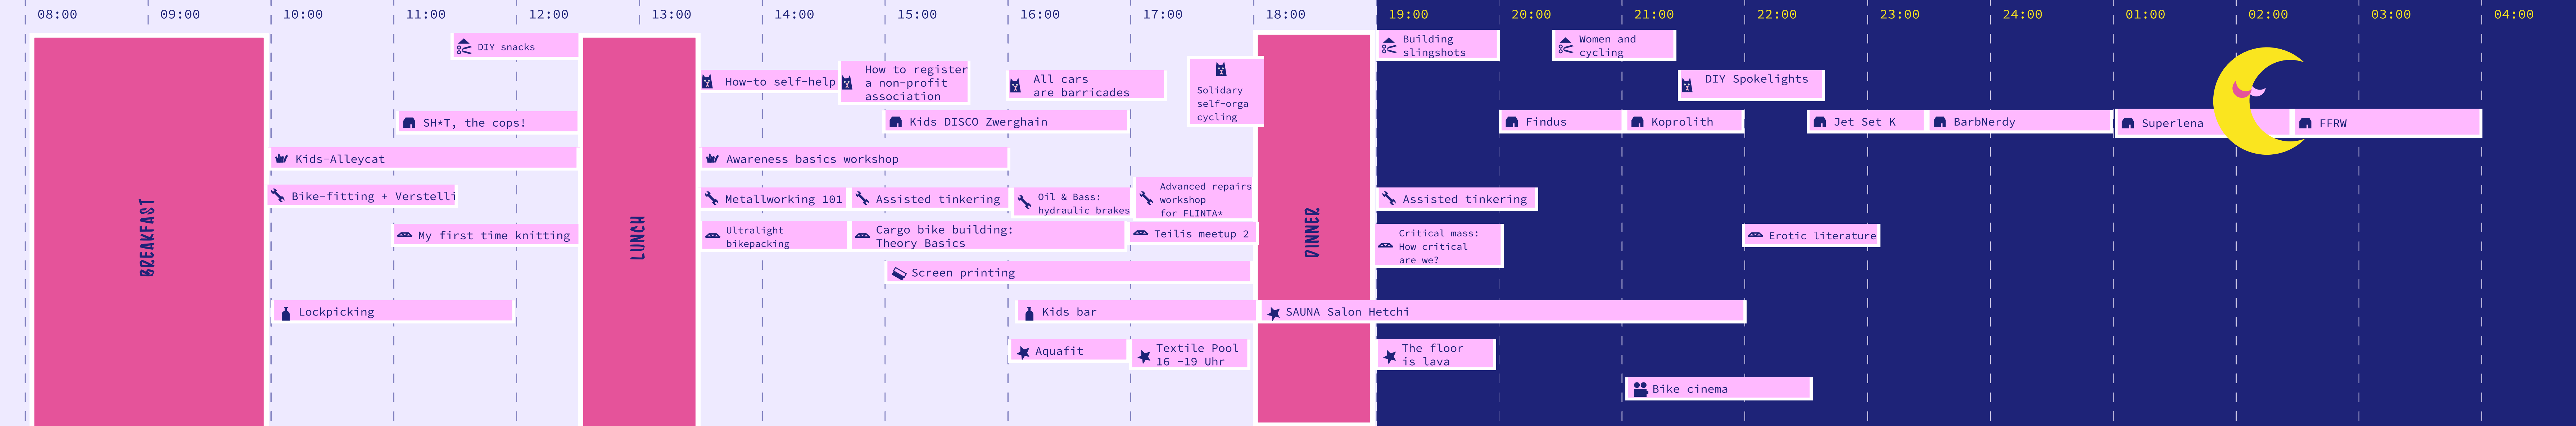 08:00 09:00 10:00 11:00 12:00 13:00 14:00 15:00 16:00 17:00 18:00 19:00 20:00 21:00 22:00 23:00 24:00 01:00 02:00 03:00 04:00
BREAKFAST
LUNCH
DINNER
DIY snacks
Building
slingshots
Women and
cycling
How-to self-help
How to register
a non-profit
association
All cars
are barricades
Solidary
self-orga
cycling
DIY Spokelights
SH*T, the cops!
Kids DISCO Zwerghain
Findus
Koprolith
Jet Set K
BarbNerdy
Superlena
FFRW
Kids-Alleycat
Awareness basics workshop
Bike-fitting + Verstelli
Metallworking 101
Assisted tinkering
Oil & Bass:
hydraulic brakes
Advanced repairs
workshop
for FLINTA*
Assisted tinkering
My first time knitting
Ultralight
bikepacking
Cargo bike building:
Theory Basics
Teilis meetup 2
Critical mass:
How critical
are we?
Erotic literature
Screen printing
Lockpicking
Kids bar
SAUNA Salon Hetchi
Aquafit
Textile Pool
16 -19 Uhr
The floor
is lava
Bike cinema